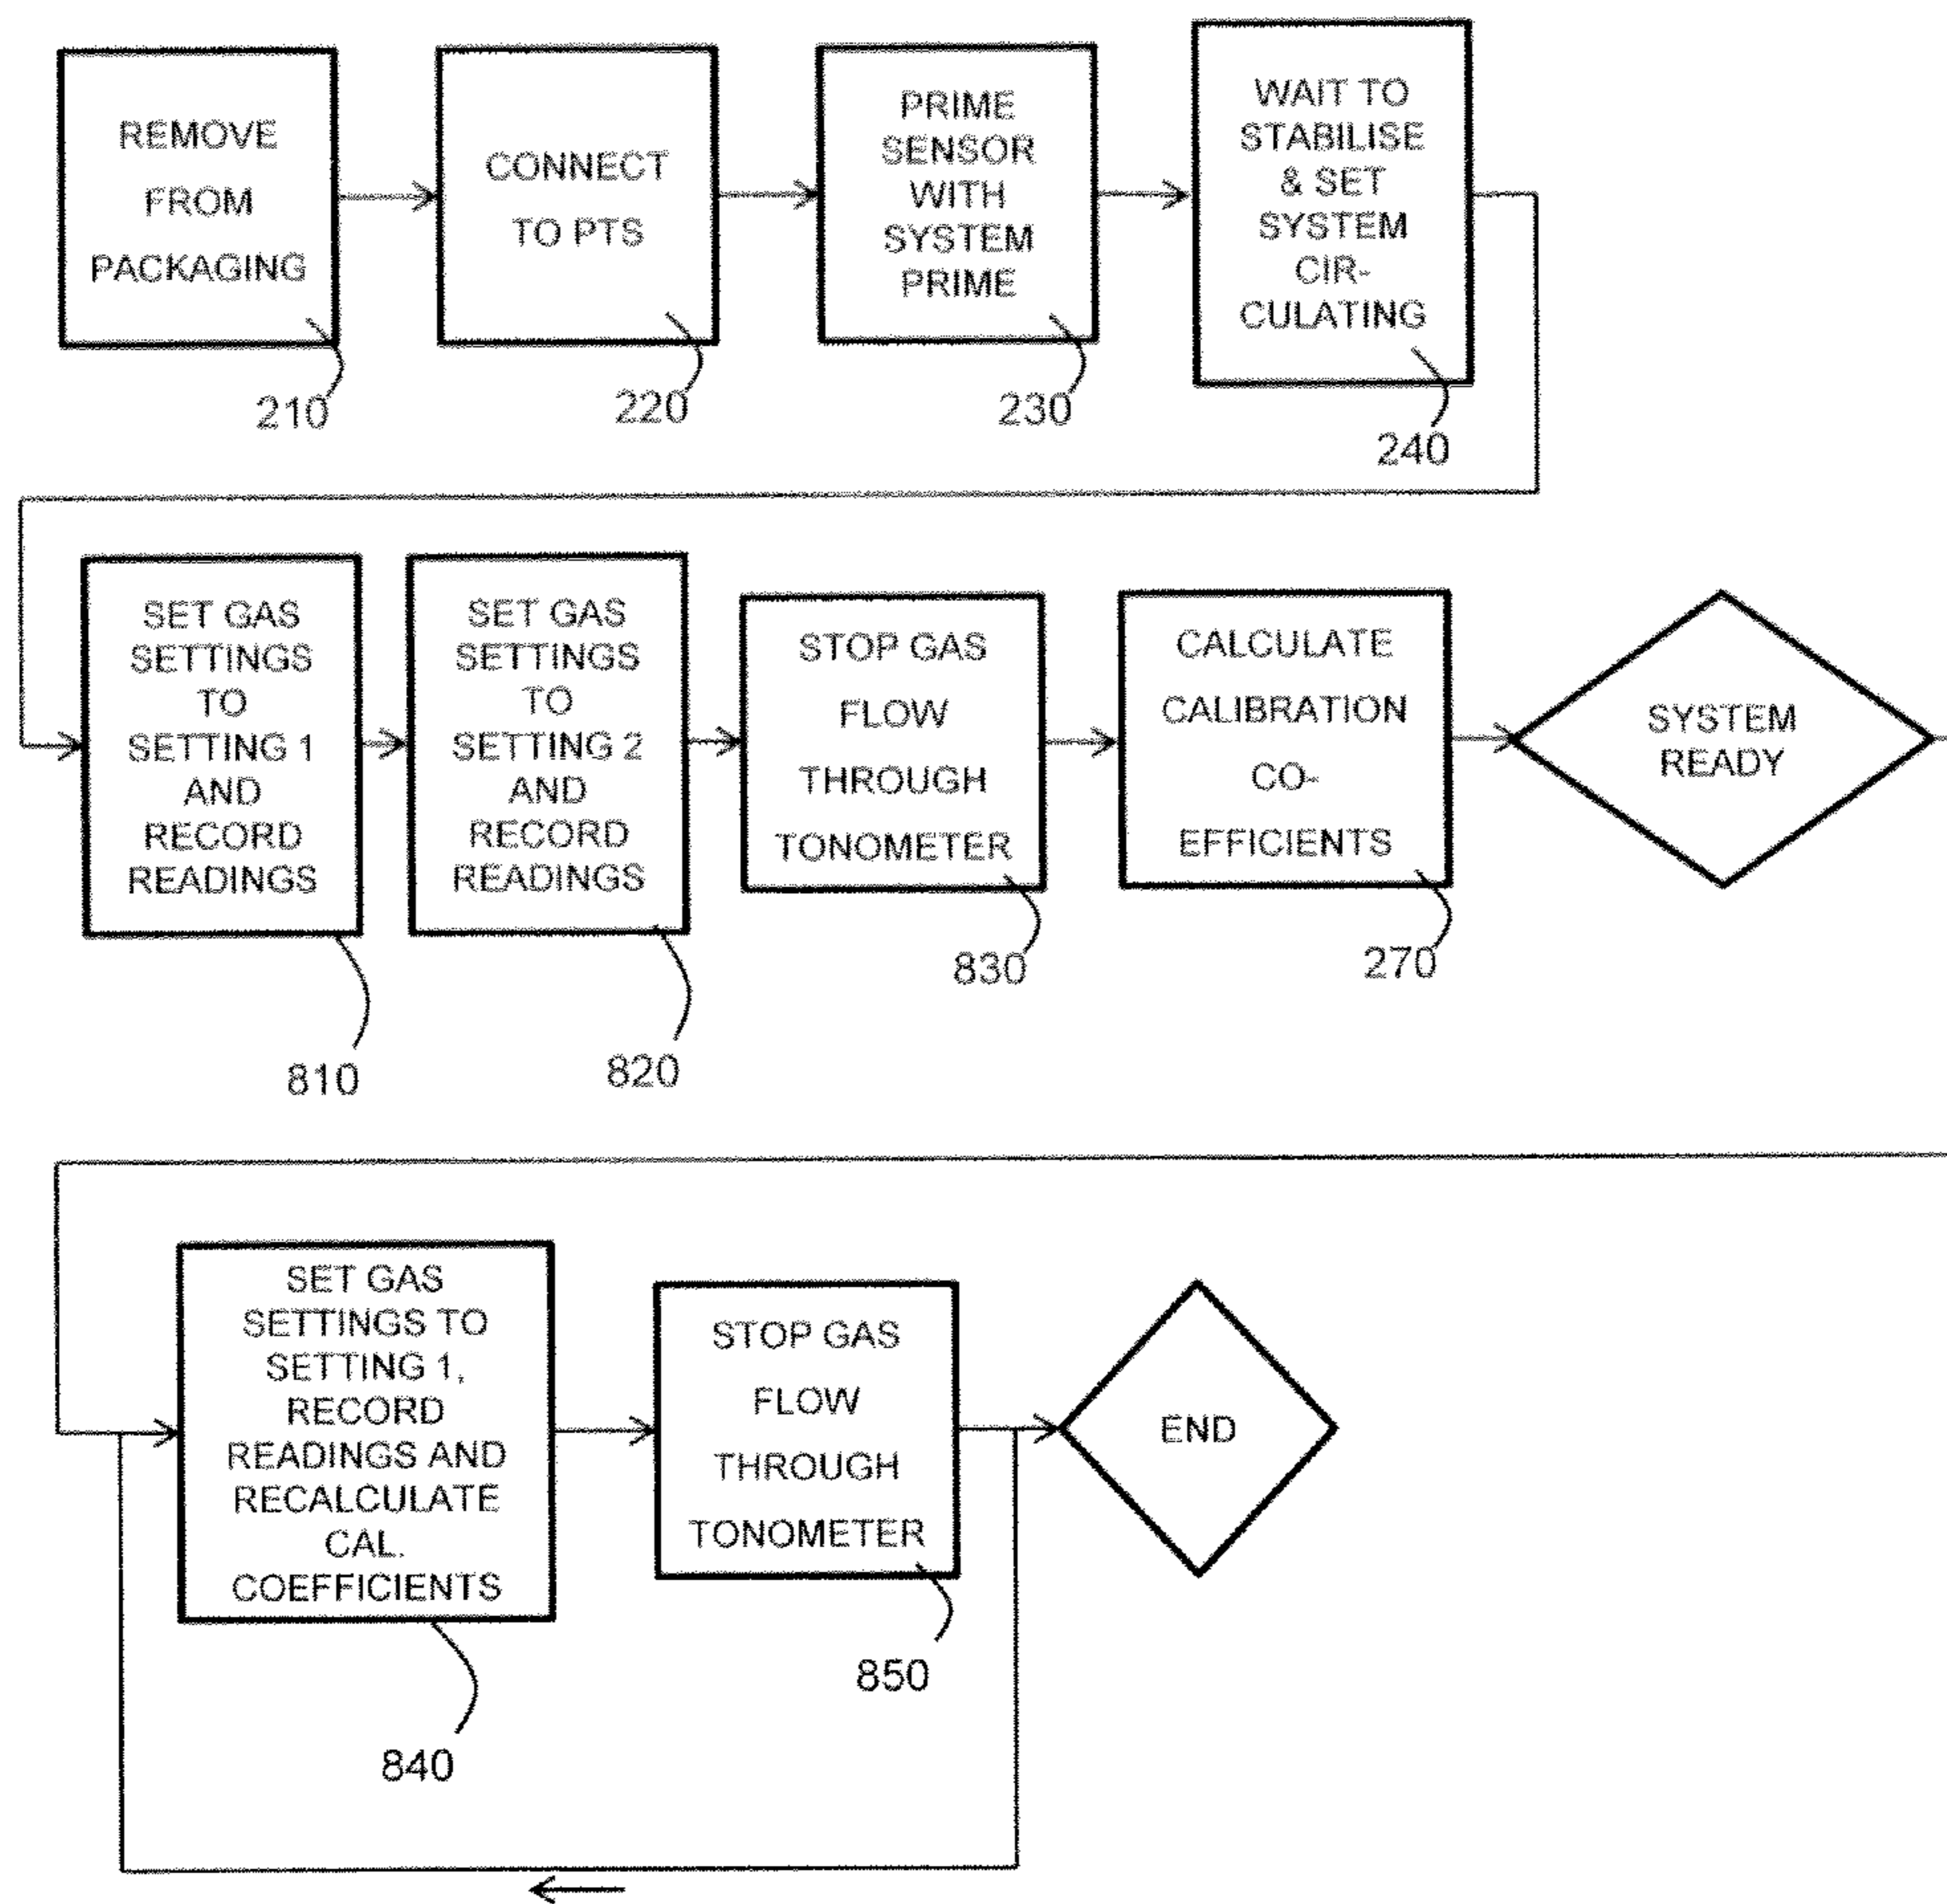 REMOVE
FROM
PACKAGING
210
CONNECT
TO PTS
220
PRIME
SENSOR
WITH
SYSTEM
PRIME
230
WAIT TO
STABILISE
& SET
SYSTEM
CIR-
CULATING
240
SET GAS
SETTINGS
TO
SETTING 1
AND
RECORD
READINGS
810
SET GAS
SETTINGS
TO
SETTING 2
AND
RECORD
READINGS
820
STOP GAS
FLOW
THROUGH
TONOMETER
830
CALCULATE
CALIBRATION
CO-
EFFICIENTS
270
SYSTEM
READY
SET GAS
SETTINGS TO
SETTING 1,
RECORD
READINGS AND
RECALCULATE
CAL.
COEFFICIENTS
840
STOP GAS
FLOW
THROUGH
TONOMETER
850
END